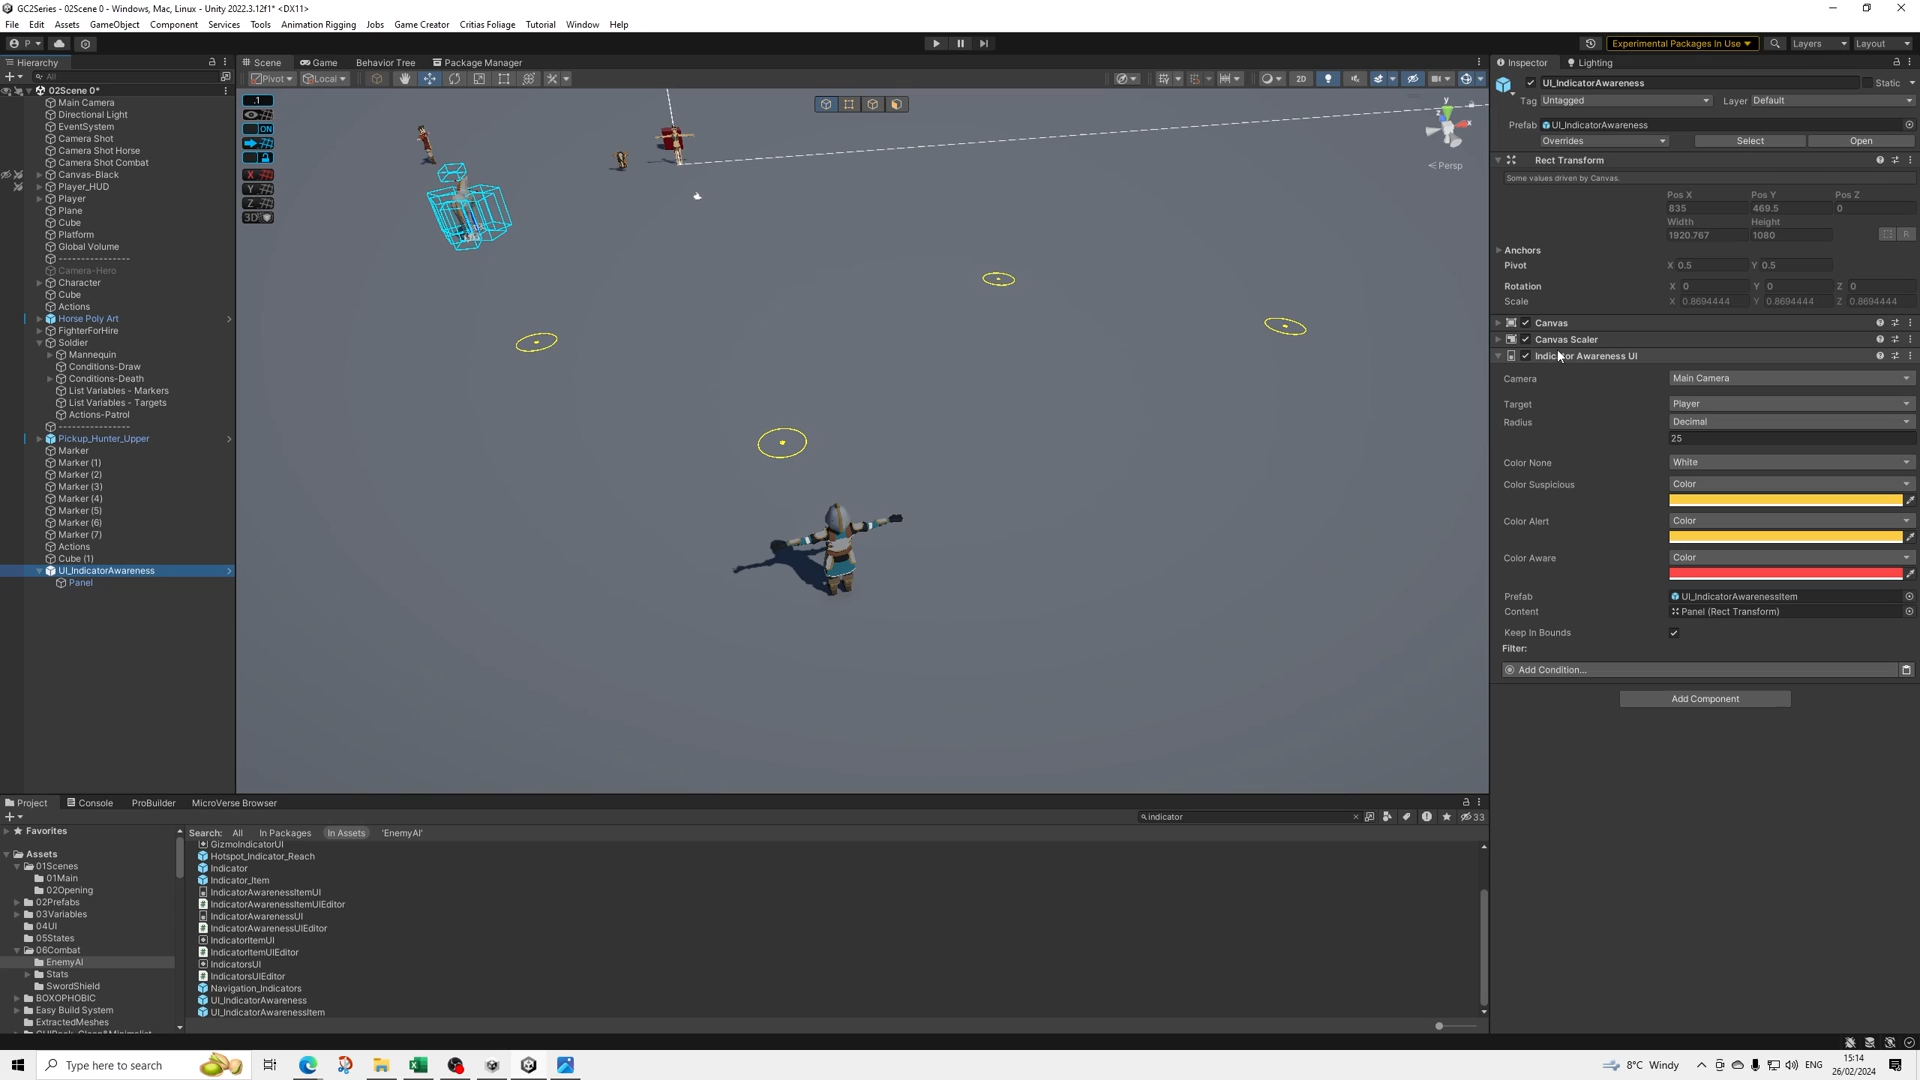 GC2Series - 02Scene 0 - Windows, Mac, Linux - Unity 2022.3.12f1* <DX11>
File Edit Assets GameObject Component Services Tools Animation Rigging Jobs Game Creator Critias Foliage Tutorial Window Help
P Experimental Packages In Use Layers Layout
Hierarchy
All
02Scene 0*
Main Camera
Directional Light
EventSystem
Camera Shot
Camera Shot Horse
Camera Shot Combat
Canvas-Black
Player_HUD
Player
Plane
Cube
Platform
Global Volume
----------------
Camera-Hero
Character
Cube
Actions
Horse Poly Art
FighterForHire
Soldier
Mannequin
Conditions-Draw
Conditions-Death
List Variables - Markers
List Variables - Targets
Actions-Patrol
----------------
Pickup_Hunter_Upper
Marker
Marker (1)
Marker (2)
Marker (3)
Marker (4)
Marker (5)
Marker (6)
Marker (7)
Actions
Cube (1)
UI_IndicatorAwareness
Panel
Scene Game Behavior Tree Package Manager
Pivot Local 2D
.1
ON
X
Y
Z
3D
y
x
z
Persp
Inspector Lighting
UI_IndicatorAwareness Static
Tag Untagged Layer Default
Prefab UI_IndicatorAwareness
Overrides Select Open
Rect Transform
Some values driven by Canvas.
Pos X Pos Y Pos Z
835 469.5 0
Width Height
1920.767 1080
R
Anchors
Pivot X 0.5 Y 0.5
Rotation X 0 Y 0 Z 0
Scale X 0.8694444 Y 0.8694444 Z 0.8694444
Canvas
Canvas Scaler
Indicator Awareness UI
Camera Main Camera
Target Player
Radius Decimal
25
Color None White
Color Suspicious Color
Color Alert Color
Color Aware Color
Prefab UI_IndicatorAwarenessItem
Content Panel (Rect Transform)
Keep In Bounds
Filter:
Add Condition...
Add Component
Project Console ProBuilder MicroVerse Browser
indicator 33
Favorites
Assets
01Scenes
01Main
02Opening
02Prefabs
03Variables
04UI
05States
06Combat
EnemyAI
Stats
SwordShield
BOXOPHOBIC
Easy Build System
ExtractedMeshes
Search: All In Packages In Assets 'EnemyAI'
GizmoIndicatorUI
Hotspot_Indicator_Reach
Indicator
Indicator_Item
IndicatorAwarenessItemUI
IndicatorAwarenessItemUIEditor
IndicatorAwarenessUI
IndicatorAwarenessUIEditor
IndicatorItemUI
IndicatorItemUIEditor
IndicatorsUI
IndicatorsUIEditor
Navigation_Indicators
UI_IndicatorAwareness
UI_IndicatorAwarenessItem
Type here to search
8°C Windy ENG
15:14
26/02/2024